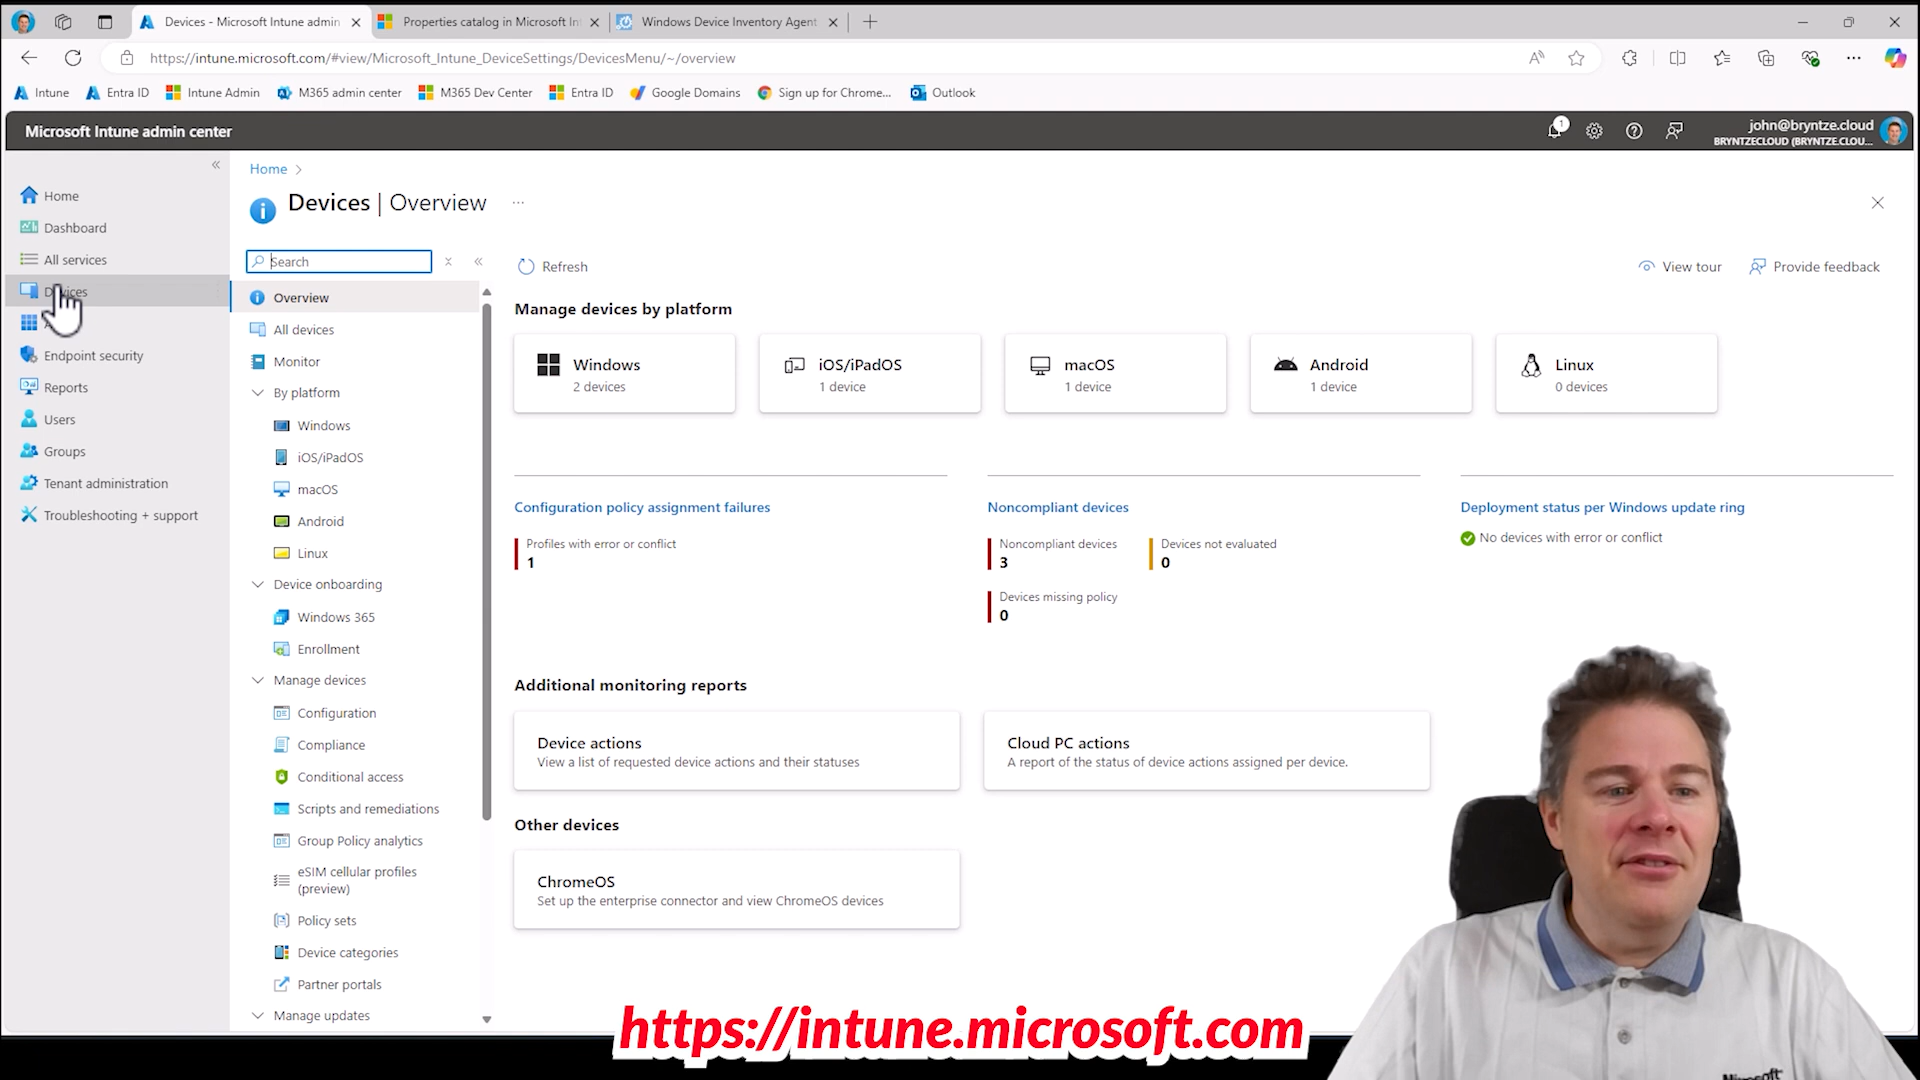 Devices - Microsoft Intune admin
Properties catalog in Microsoft In
Windows Device Inventory Agent
https://intune.microsoft.com/#view/Microsoft_Intune_DeviceSettings/DevicesMenu/~/overview
Intune
Entra ID
Intune Admin
M365 admin center
M365 Dev Center
Entra ID
Google Domains
Sign up for Chrome...
Outlook
Microsoft Intune admin center
1
john@bryntze.cloud
BRYNTZECLOUD (BRYNTZE.CLOU...
Home
Dashboard
All services
Endpoint security
Reports
Users
Groups
Tenant administration
Troubleshooting + support
Home
Devices | Overview
Search
Overview
All devices
Monitor
By platform
Windows
iOS/iPadOS
macOS
Android
Linux
Device onboarding
Windows 365
Enrollment
Manage devices
Configuration
Compliance
Conditional access
Scripts and remediations
Group Policy analytics
eSIM cellular profiles
(preview)
Policy sets
Device categories
Partner portals
Manage updates
Refresh
View tour
Provide feedback
Manage devices by platform
Windows
2 devices
iOS/iPadOS
1 device
macOS
1 device
Android
1 device
Linux
0 devices
Configuration policy assignment failures
Profiles with error or conflict
1
Noncompliant devices
Noncompliant devices
3
Devices not evaluated
0
Devices missing policy
0
Deployment status per Windows update ring
No devices with error or conflict
Additional monitoring reports
Device actions
View a list of requested device actions and their statuses
Cloud PC actions
A report of the status of device actions assigned per device.
Other devices
ChromeOS
Set up the enterprise connector and view ChromeOS devices
https://intune.microsoft.com
Microsoft